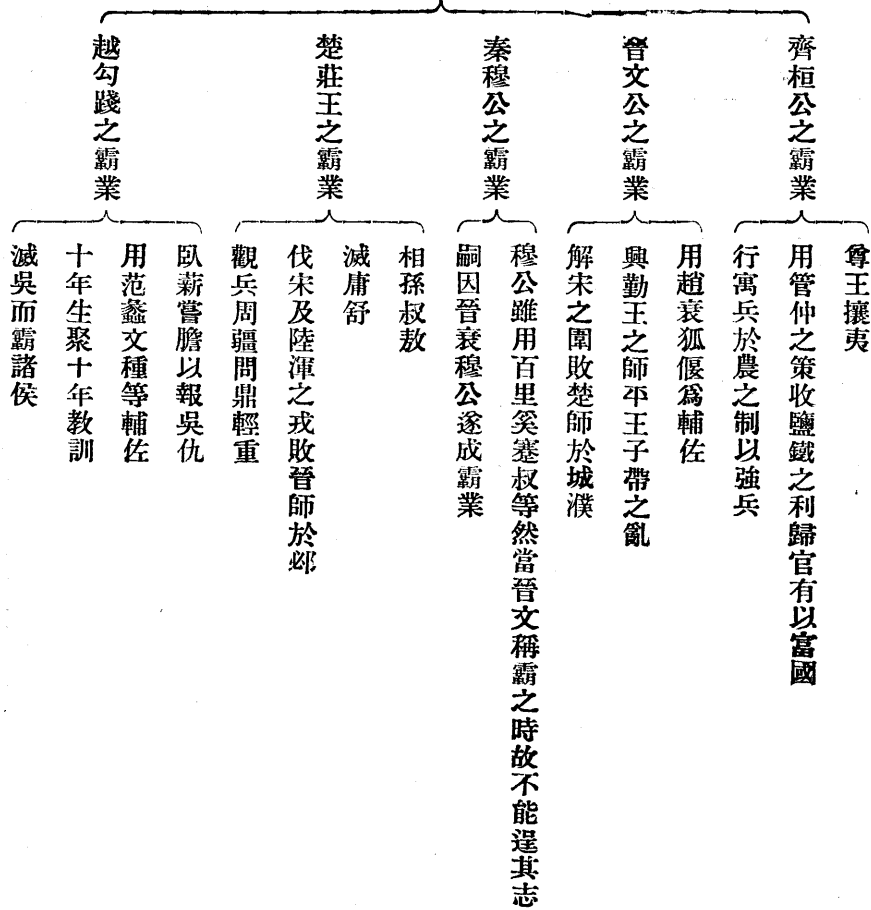 齊桓公之霸業
尊王攘夷
用管仲之策收鹽鐵之利歸官有以富國
行寓兵於農之制以強兵
晉文公之霸業
用趙衰狐偃爲輔佐
興勤王之師平王子帶之亂
解宋之圍敗楚師於城濮
秦穆公之霸業
穆公雖用百里奚蹇叔等然當晉文稱霸之時故不能逞其志
嗣因晉衰穆公遂成霸業
楚莊王之霸業
相孫叔敖
滅庸舒
伐宋及陸渾之戎敗晉師於邲
觀兵周疆問鼎輕重
越勾踐之霸業
臥薪嘗膽以報吳仇
用范蠡文種等輔佐
十年生聚十年教訓
滅吳而霸諸侯